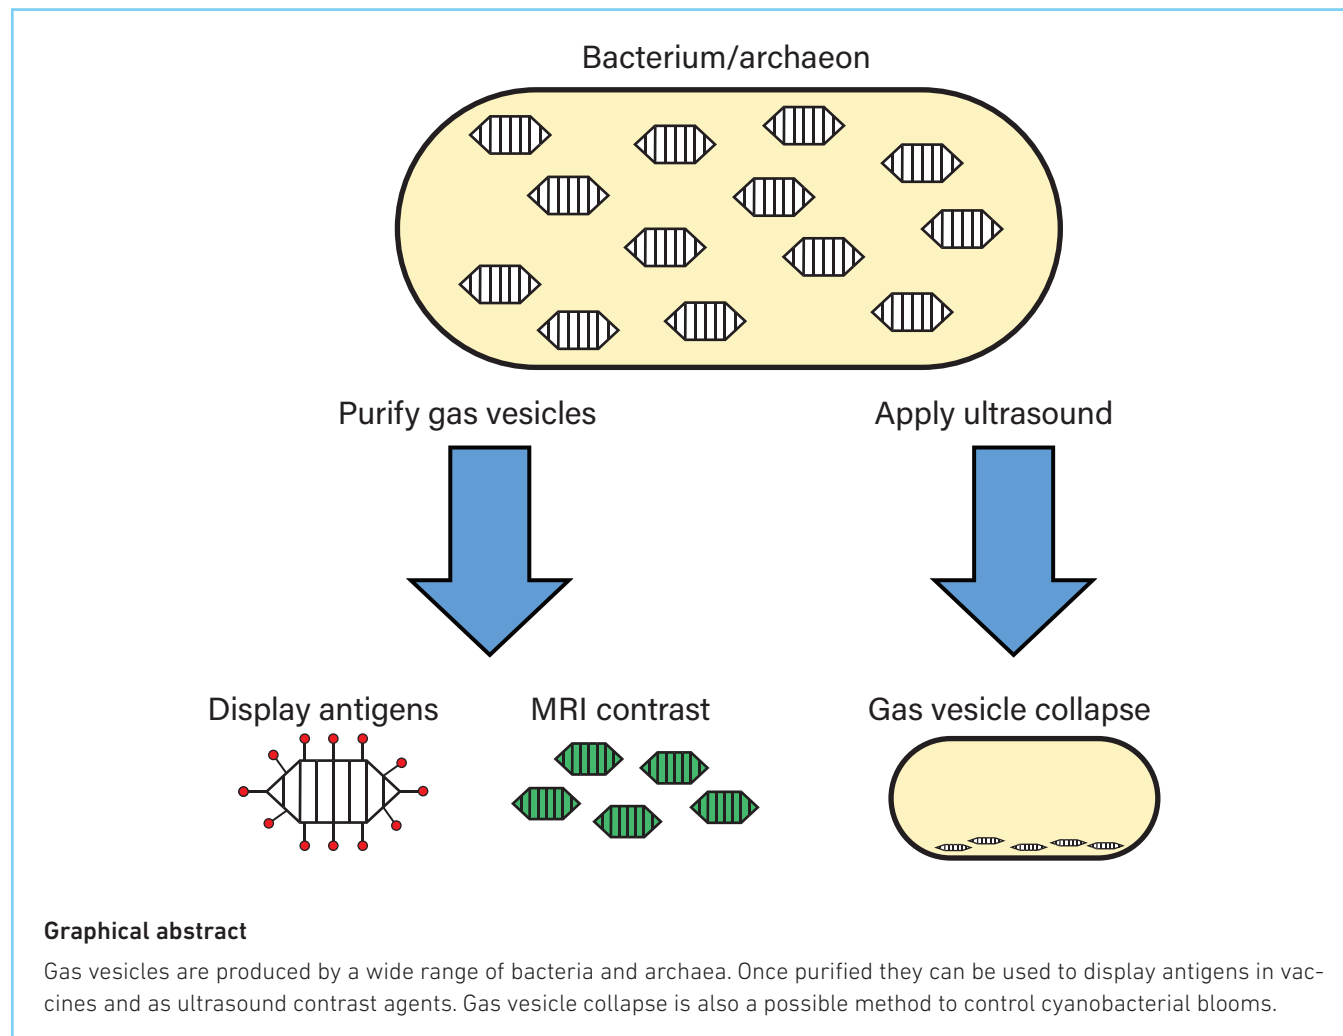 Bacterium/archaeon
Purify gas vesicles
Apply ultrasound
Display antigens
MRI contrast
Gas vesicle collapse
Graphical abstract
Gas vesicles are produced by a wide range of bacteria and archaea. Once purified they can be used to display antigens in vac-
cines and as ultrasound contrast agents. Gas vesicle collapse is also a possible method to control cyanobacterial blooms.